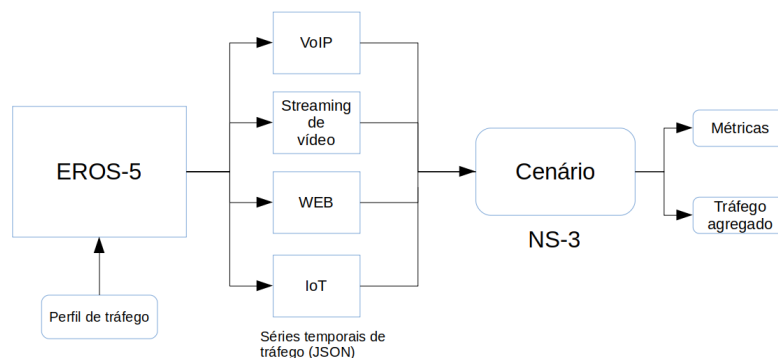 EROS-5
Perfil de tráfego
VoIP
Streaming
de
vídeo
WEB
IoT
Séries temporais de
tráfego (JSON)
Cenário
NS-3
Métricas
Tráfego
agregado